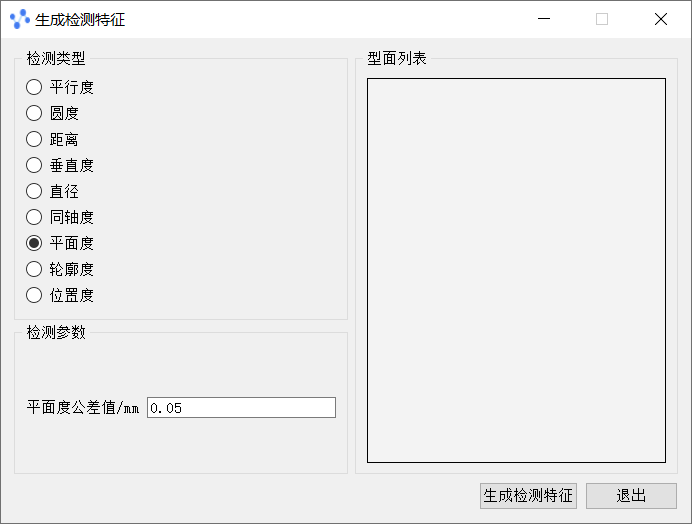 生成检测特征
检测类型
平行度
圆度
距离
垂直度
直径
同轴度
平面度
轮廓度
位置度
检测参数
平面度公差值/mm 0.05
型面列表
生成检测特征 退出